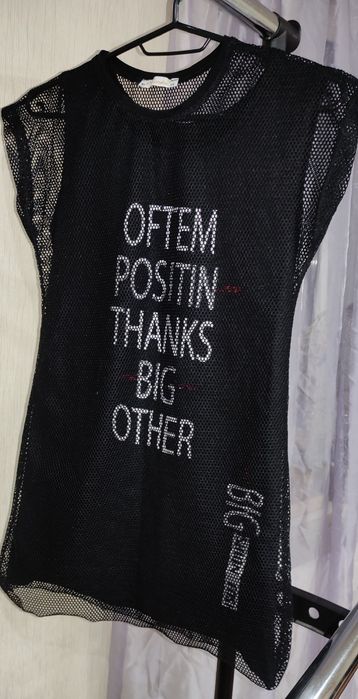 OFTEM
POSITIN
THANKS
BIG
OTHER
BIG